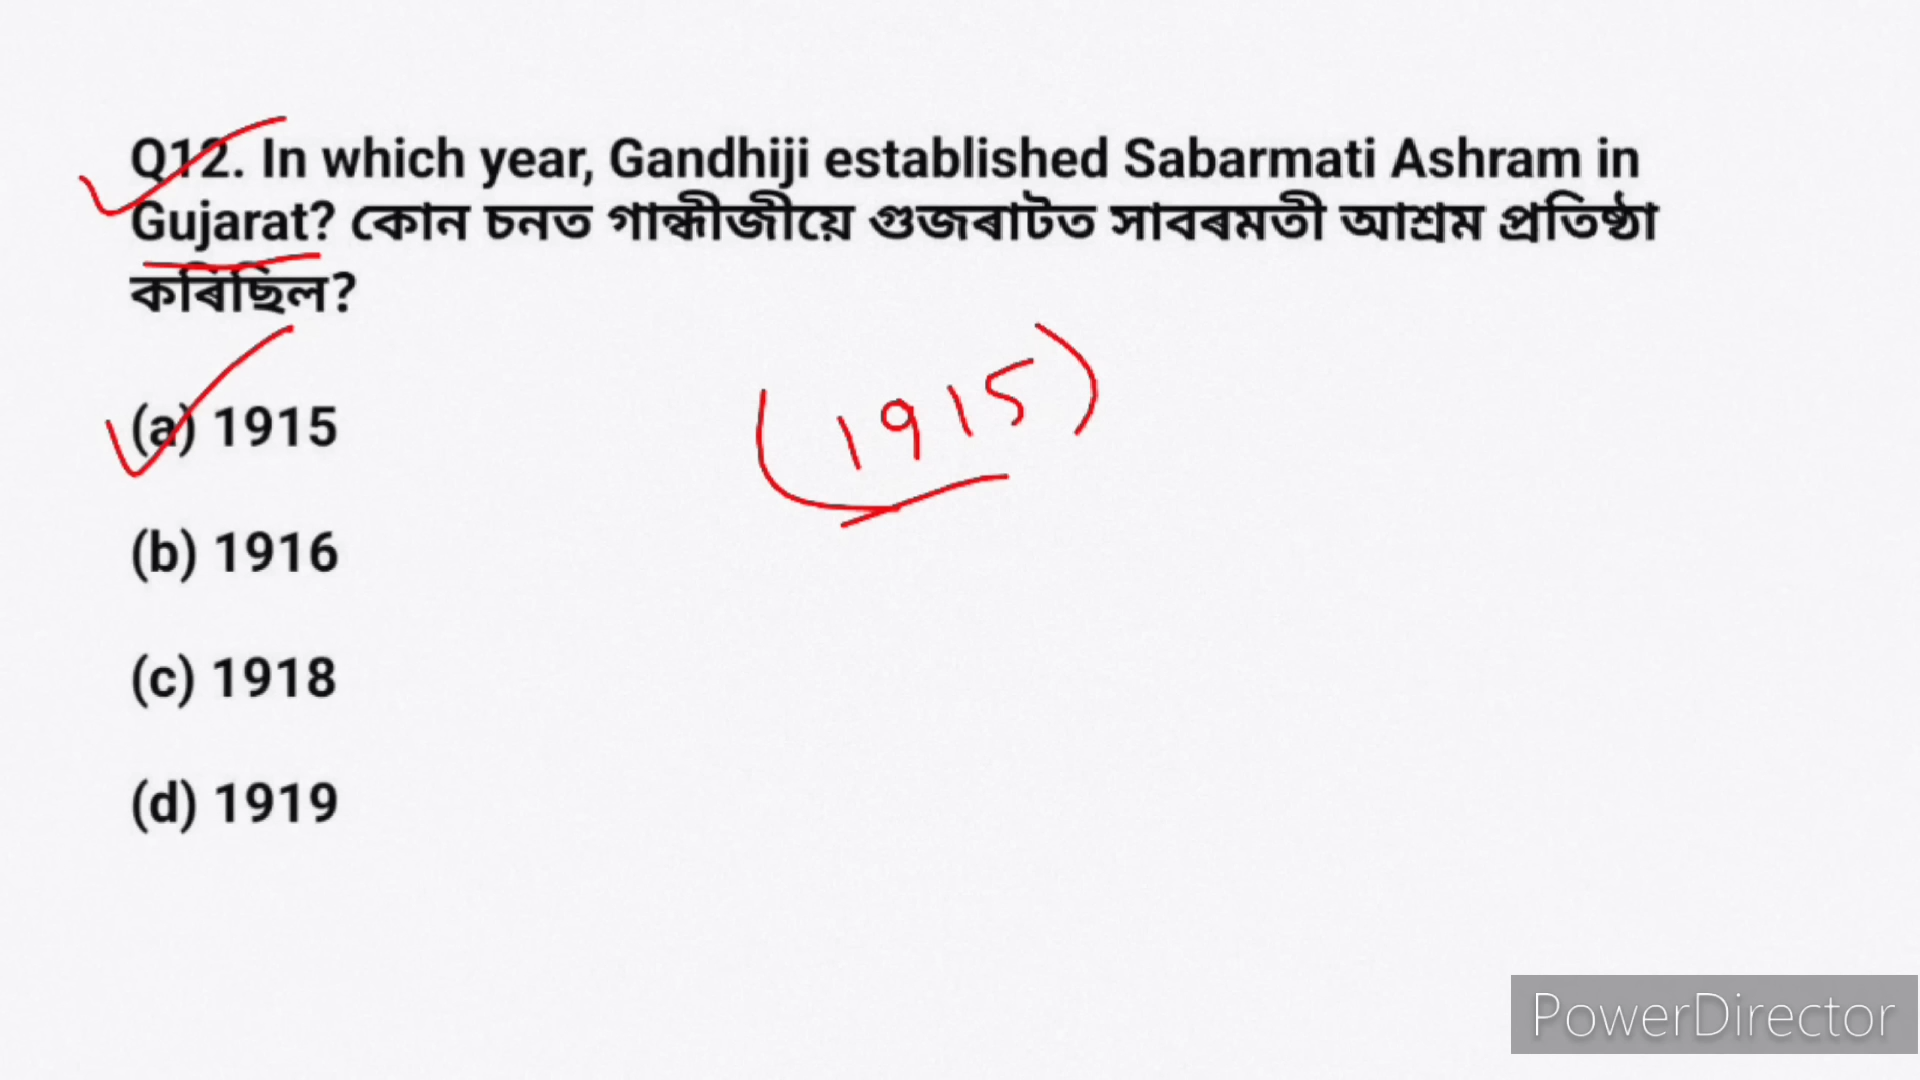 Q12. In which year, Gandhiji established Sabarmati Ashram in
Gujarat? কোন চনত গান্ধীজীয়ে গুজৰাটত সাবৰমতী আশ্ৰম প্ৰতিষ্ঠা
কৰিছিল?
(a) 1915
(1915)
(b) 1916
(c) 1918
(d) 1919
PowerDirector